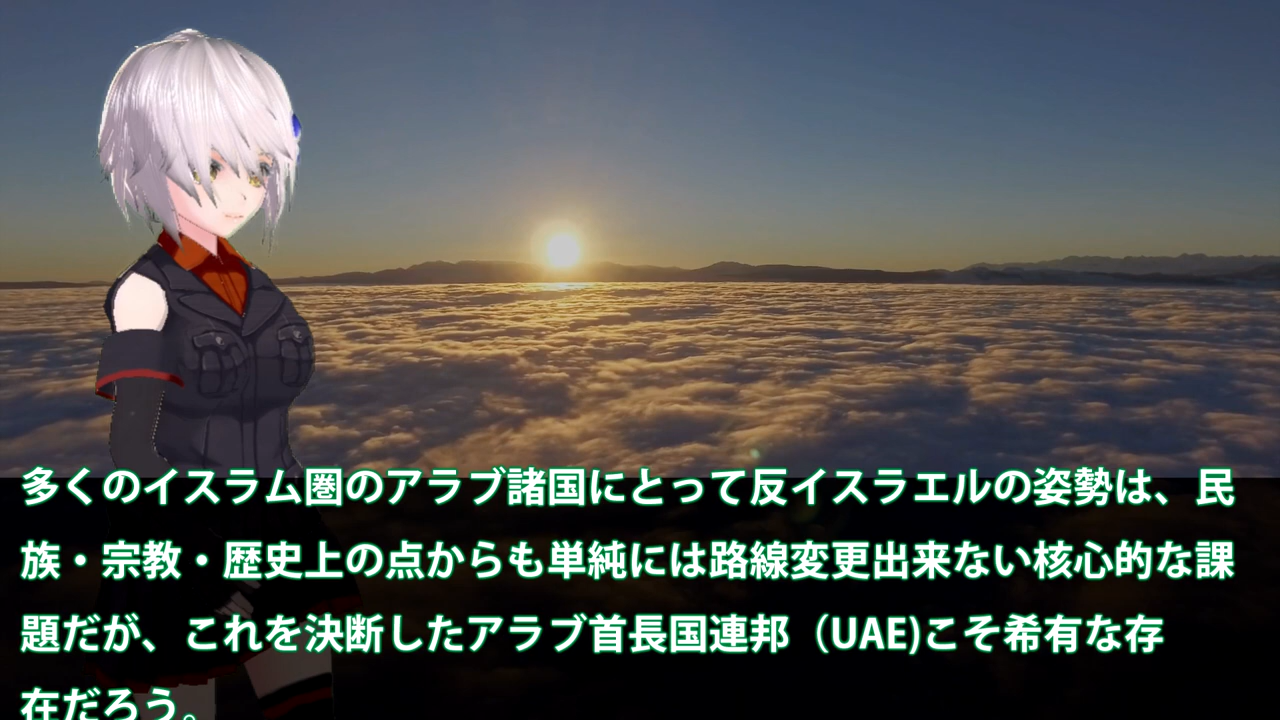 多くのイスラム圏のアラブ諸国にとって反イスラエルの姿勢は、民
族・宗教・歴史上の点からも単純には路線変更出来ない核心的な課
題だが、これを決断したアラブ首長国連邦（UAE)こそ希有な存
在だろう。